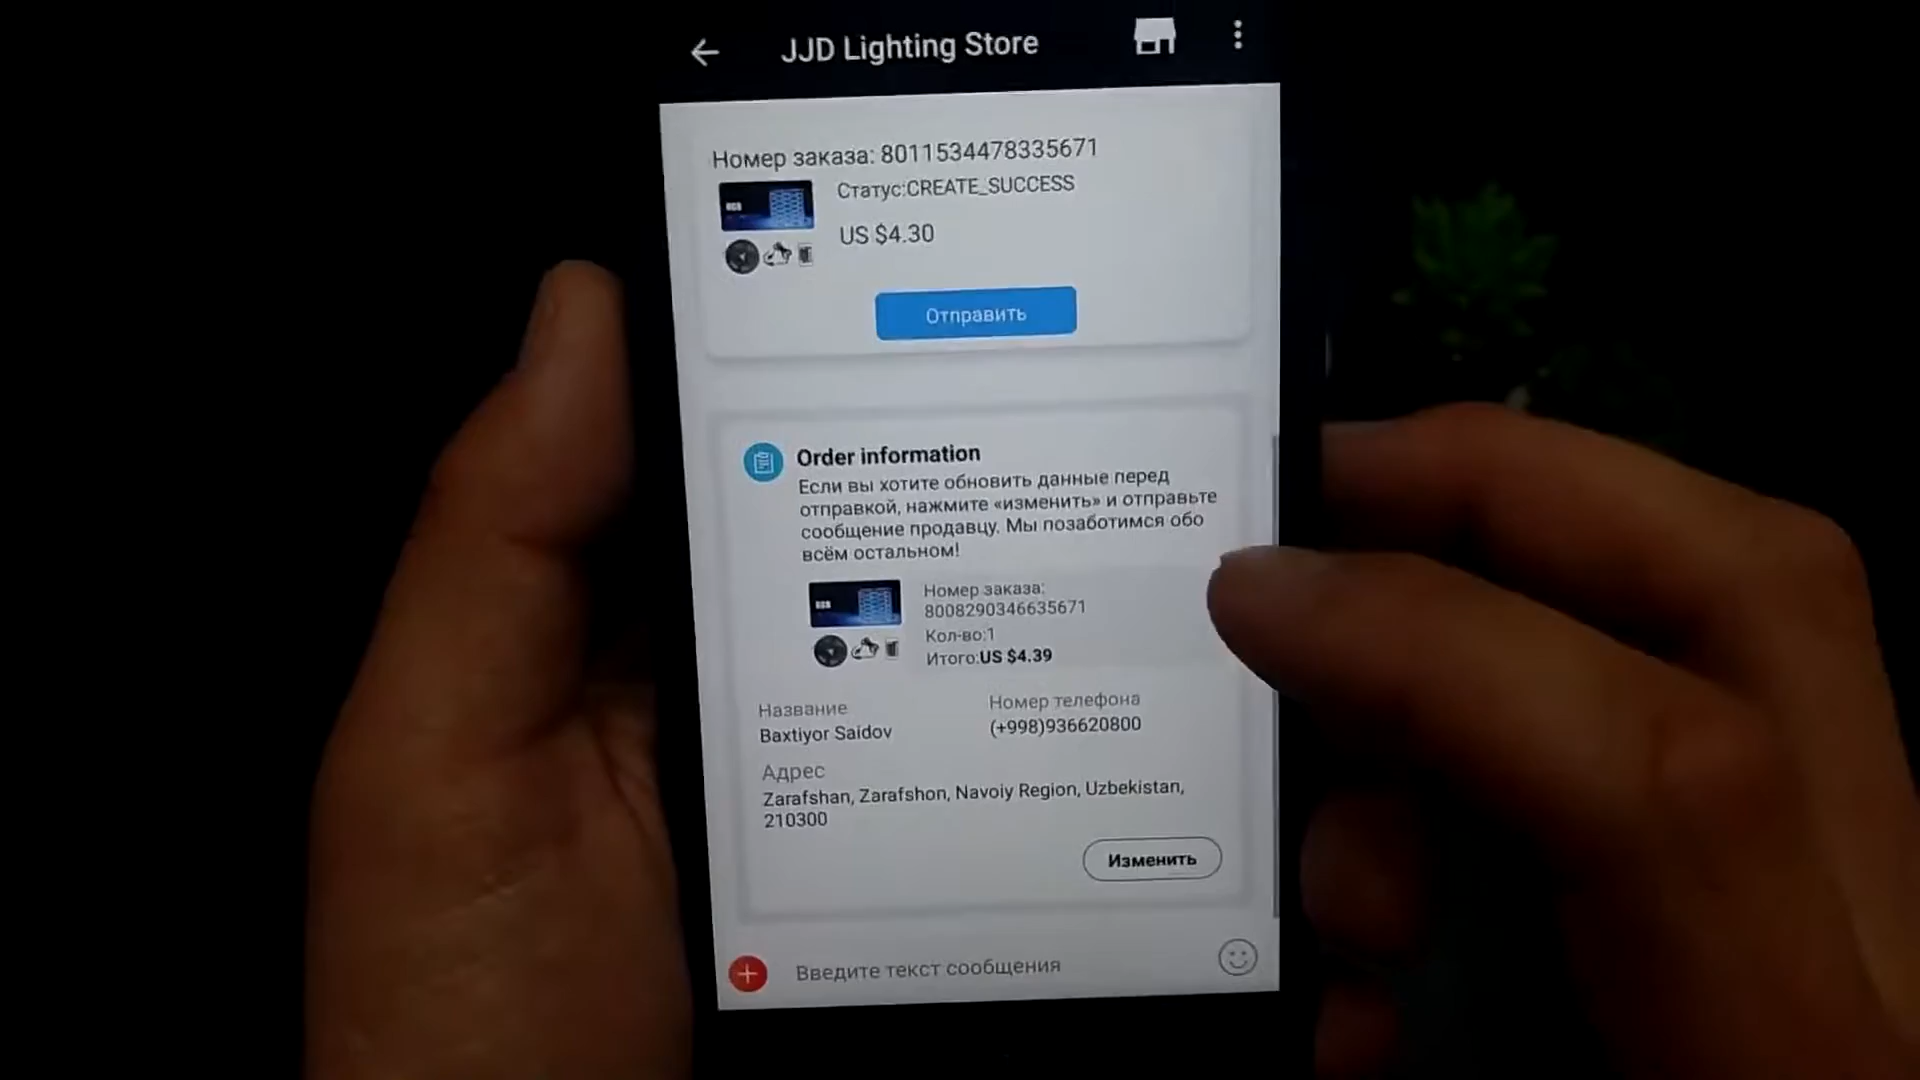 JJD Lighting Store
Номер заказа: 8011534478335671
Статус:CREATE_SUCCESS
US $4.30
Отправить
Order information
Если вы хотите обновить данные перед
отправкой, нажмите «изменить» и отправьте
сообщение продавцу. Мы позаботимся обо
всём остальном!
Номер заказа:
8008290346635671
Кол-во:1
Итого:US $4.39
Название
Номер телефона
Baxtiyor Saidov
(+998)936620800
Адрес
Zarafshan, Zarafshon, Navoiy Region, Uzbekistan,
210300
Изменить
Введите текст сообщения